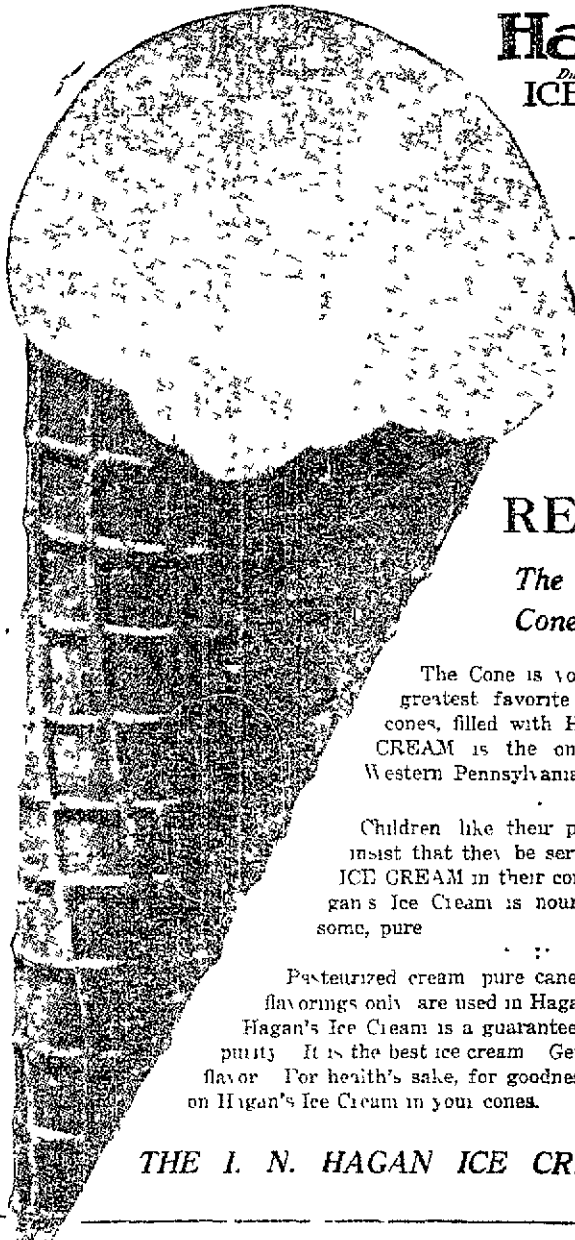 Ha
ICE
RE
The
Cone
The Cone is vo
greatest favorite
cones, filled with H
CREAM is the on
Western Pennsylvania
Children like their p
insist that they be ser
ICE CREAM in their con
gan s Ice Cream is nour
some, pure
Pasteurized cream pure cane
flavorings only are used in Haga
Hagan's Ice Cream is a guarantee
purity It is the best ice cream Ge
flavor For health's sake, for goodnes
on Hagan's Ice Cream in your cones.
THE I. N. HAGAN ICE CR